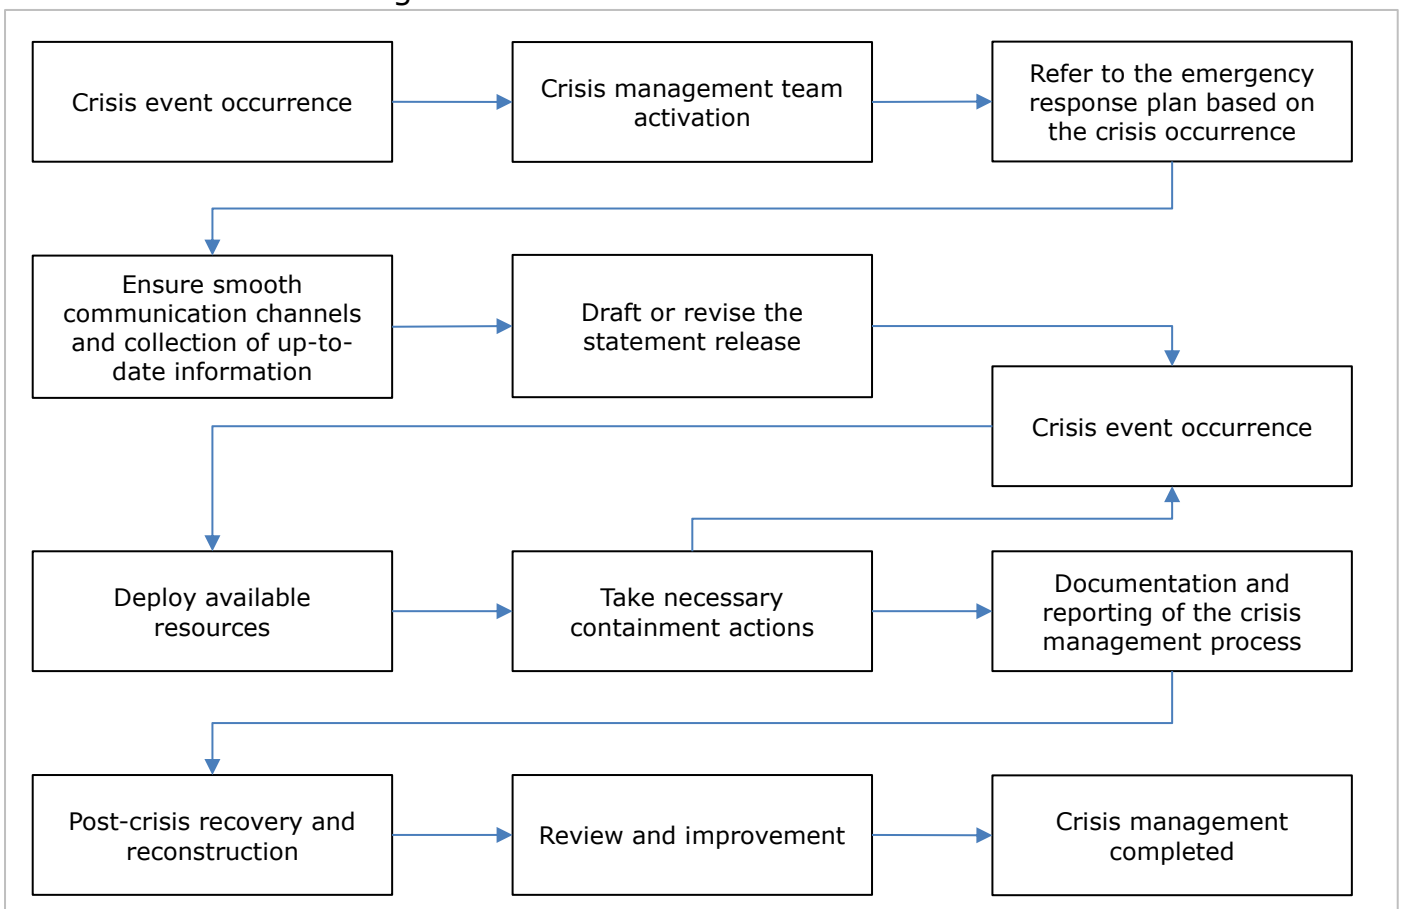 Crisis event occurrence
Crisis management team
activation
Refer to the emergency
response plan based on
the crisis occurrence
Ensure smooth
communication channels
and collection of up-to-
date information
Draft or revise the
statement release
Crisis event occurrence
Deploy available
resources
Take necessary
containment actions
Documentation and
reporting of the crisis
management process
Post-crisis recovery and
reconstruction
Review and improvement
Crisis management
completed